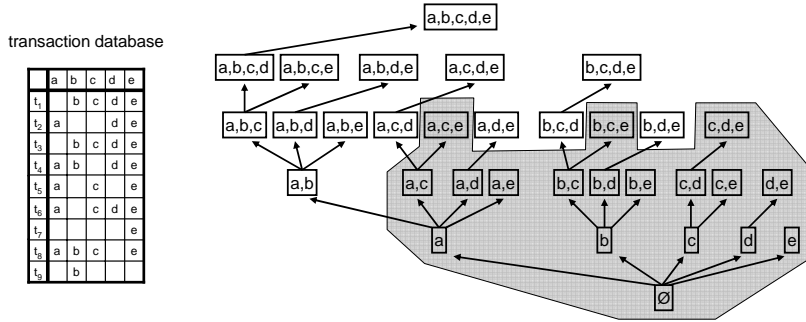 transaction database
a b c d e
t1 b c d e
t2 a d e
t3 b c d e
t4 a b d e
t5 a c e
t6 a c d e
t7 e
t8 a b c e
t9 b
a,b,c,d,e
a,b,c,d a,b,c,e a,b,d,e a,c,d,e b,c,d,e
a,b,c a,b,d a,b,e a,c,d a,c,e a,d,e b,c,d b,c,e b,d,e c,d,e
a,b a,c a,d a,e b,c b,d b,e c,d c,e d,e
a b c d e
Ø